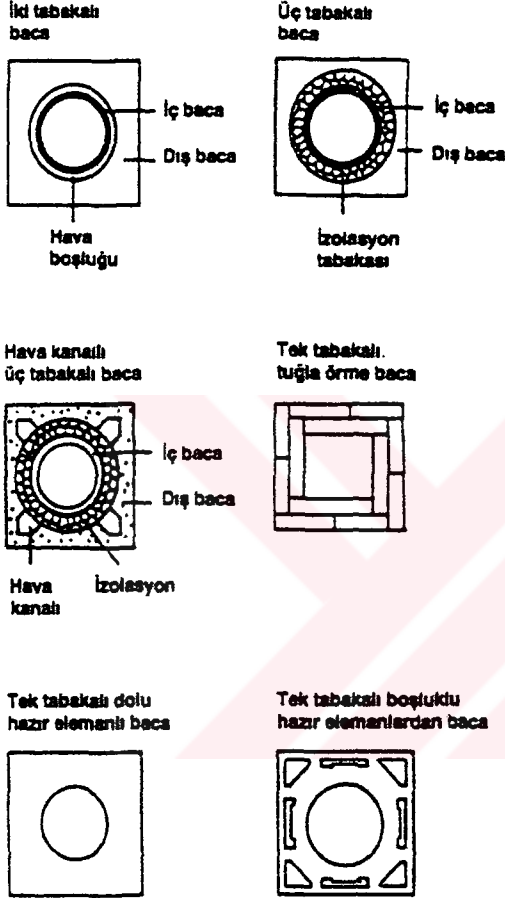 İki tabakalı
baca
İç baca
Dış baca
Hava
boşluğu
Üç tabakalı
baca
İç baca
Dış baca
İzolasyon
tabakası
Hava kanallı
üç tabakalı baca
İç baca
Dış baca
Hava
kanalı
İzolasyon
Tek tabakalı.
tuğla örme baca
Tek tabakalı dolu
hazır elemanlı baca
Tek tabakalı boşluklu
hazır elemanlardan baca